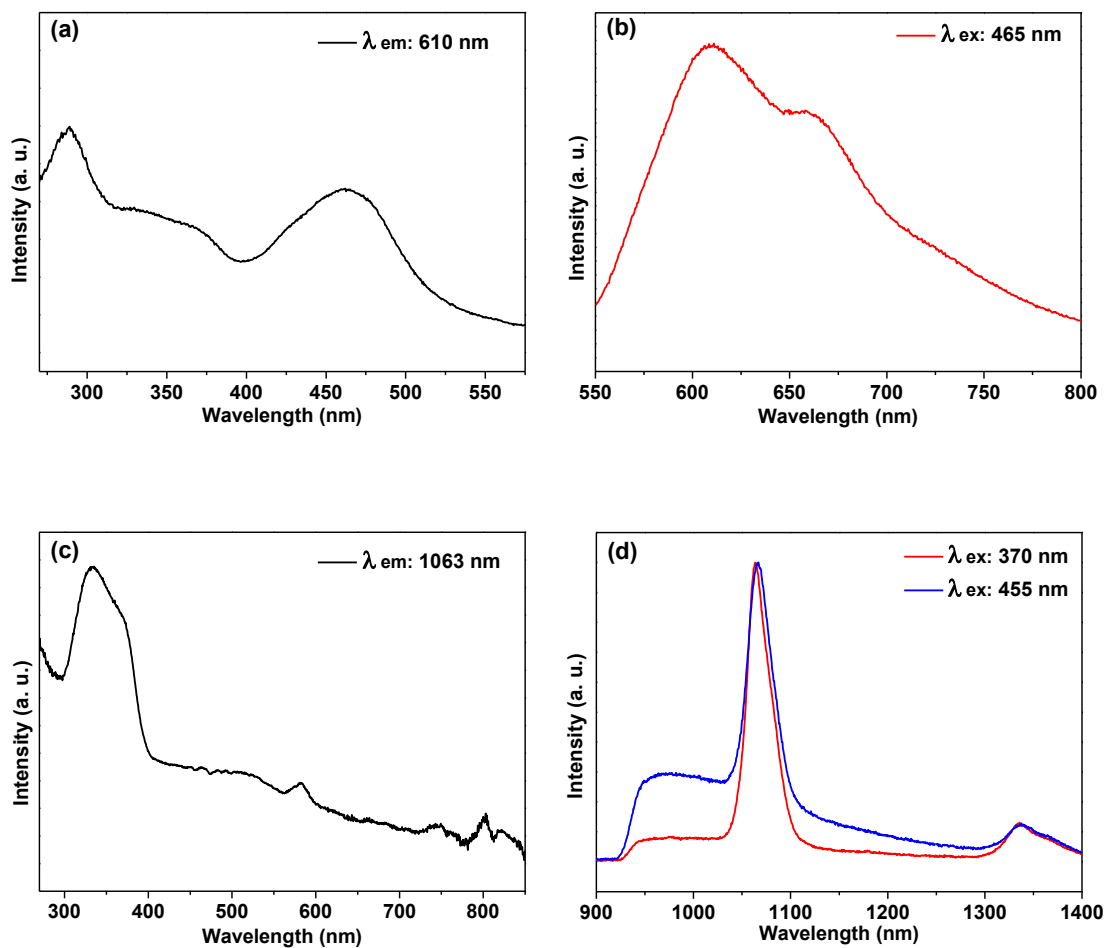 (a)
λ em: 610 nm
Intensity (a. u.)
300 350 400 450 500 550
Wavelength (nm)
(b)
λ ex: 465 nm
Intensity (a. u.)
550 600 650 700 750 800
Wavelength (nm)
(c)
λ em: 1063 nm
Intensity (a. u.)
300 400 500 600 700 800
Wavelength (nm)
(d)
λ ex: 370 nm
λ ex: 455 nm
Intensity (a. u.)
900 1000 1100 1200 1300 1400
Wavelength (nm)